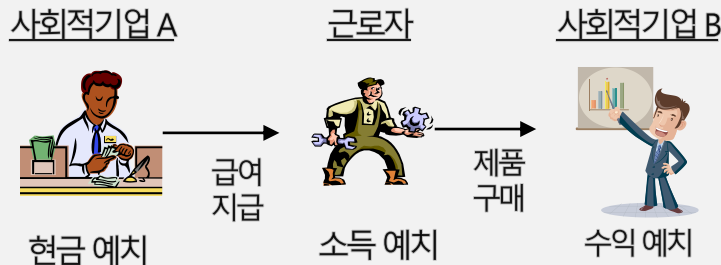 사회적기업 A
근로자
사회적기업 B
급여
지급
제품
구매
현금 예치
소득 예치
수익 예치